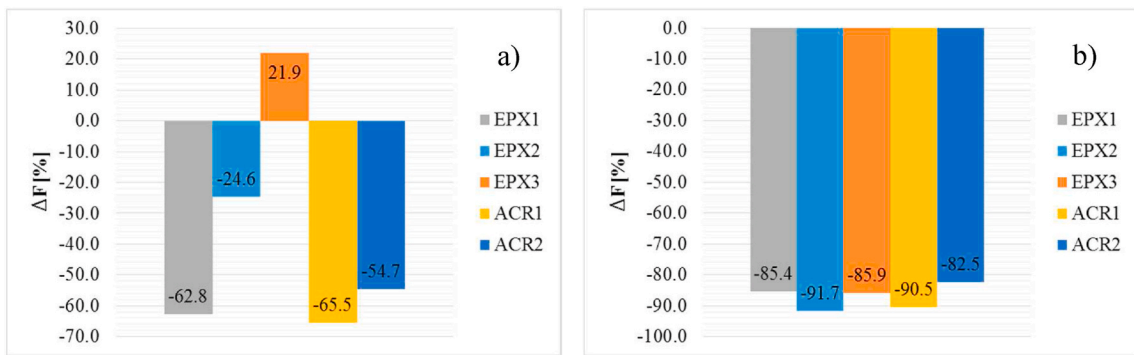 a)
ΔF [%]
30.0
20.0
10.0
0.0
-10.0
-20.0
-30.0
-40.0
-50.0
-60.0
-70.0
-62.8
-24.6
21.9
-65.5
-54.7
EPX1
EPX2
EPX3
ACR1
ACR2
b)
ΔF [%]
0.0
-10.0
-20.0
-30.0
-40.0
-50.0
-60.0
-70.0
-80.0
-90.0
-100.0
-85.4
-91.7
-85.9
-90.5
-82.5
EPX1
EPX2
EPX3
ACR1
ACR2